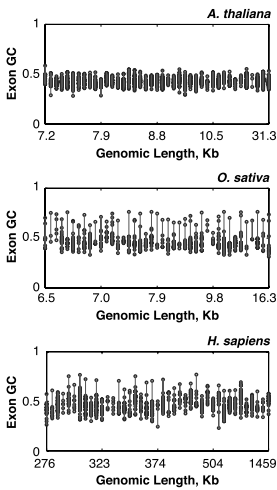 A. thaliana
1
0.5
0
Exon GC
7.2 7.9 8.8 10.5 31.3
Genomic Length, Kb
O. sativa
1
0.5
0
Exon GC
6.5 7.0 7.9 9.8 16.3
Genomic Length, Kb
H. sapiens
1
0.5
0
Exon GC
276 323 374 504 1459
Genomic Length, Kb